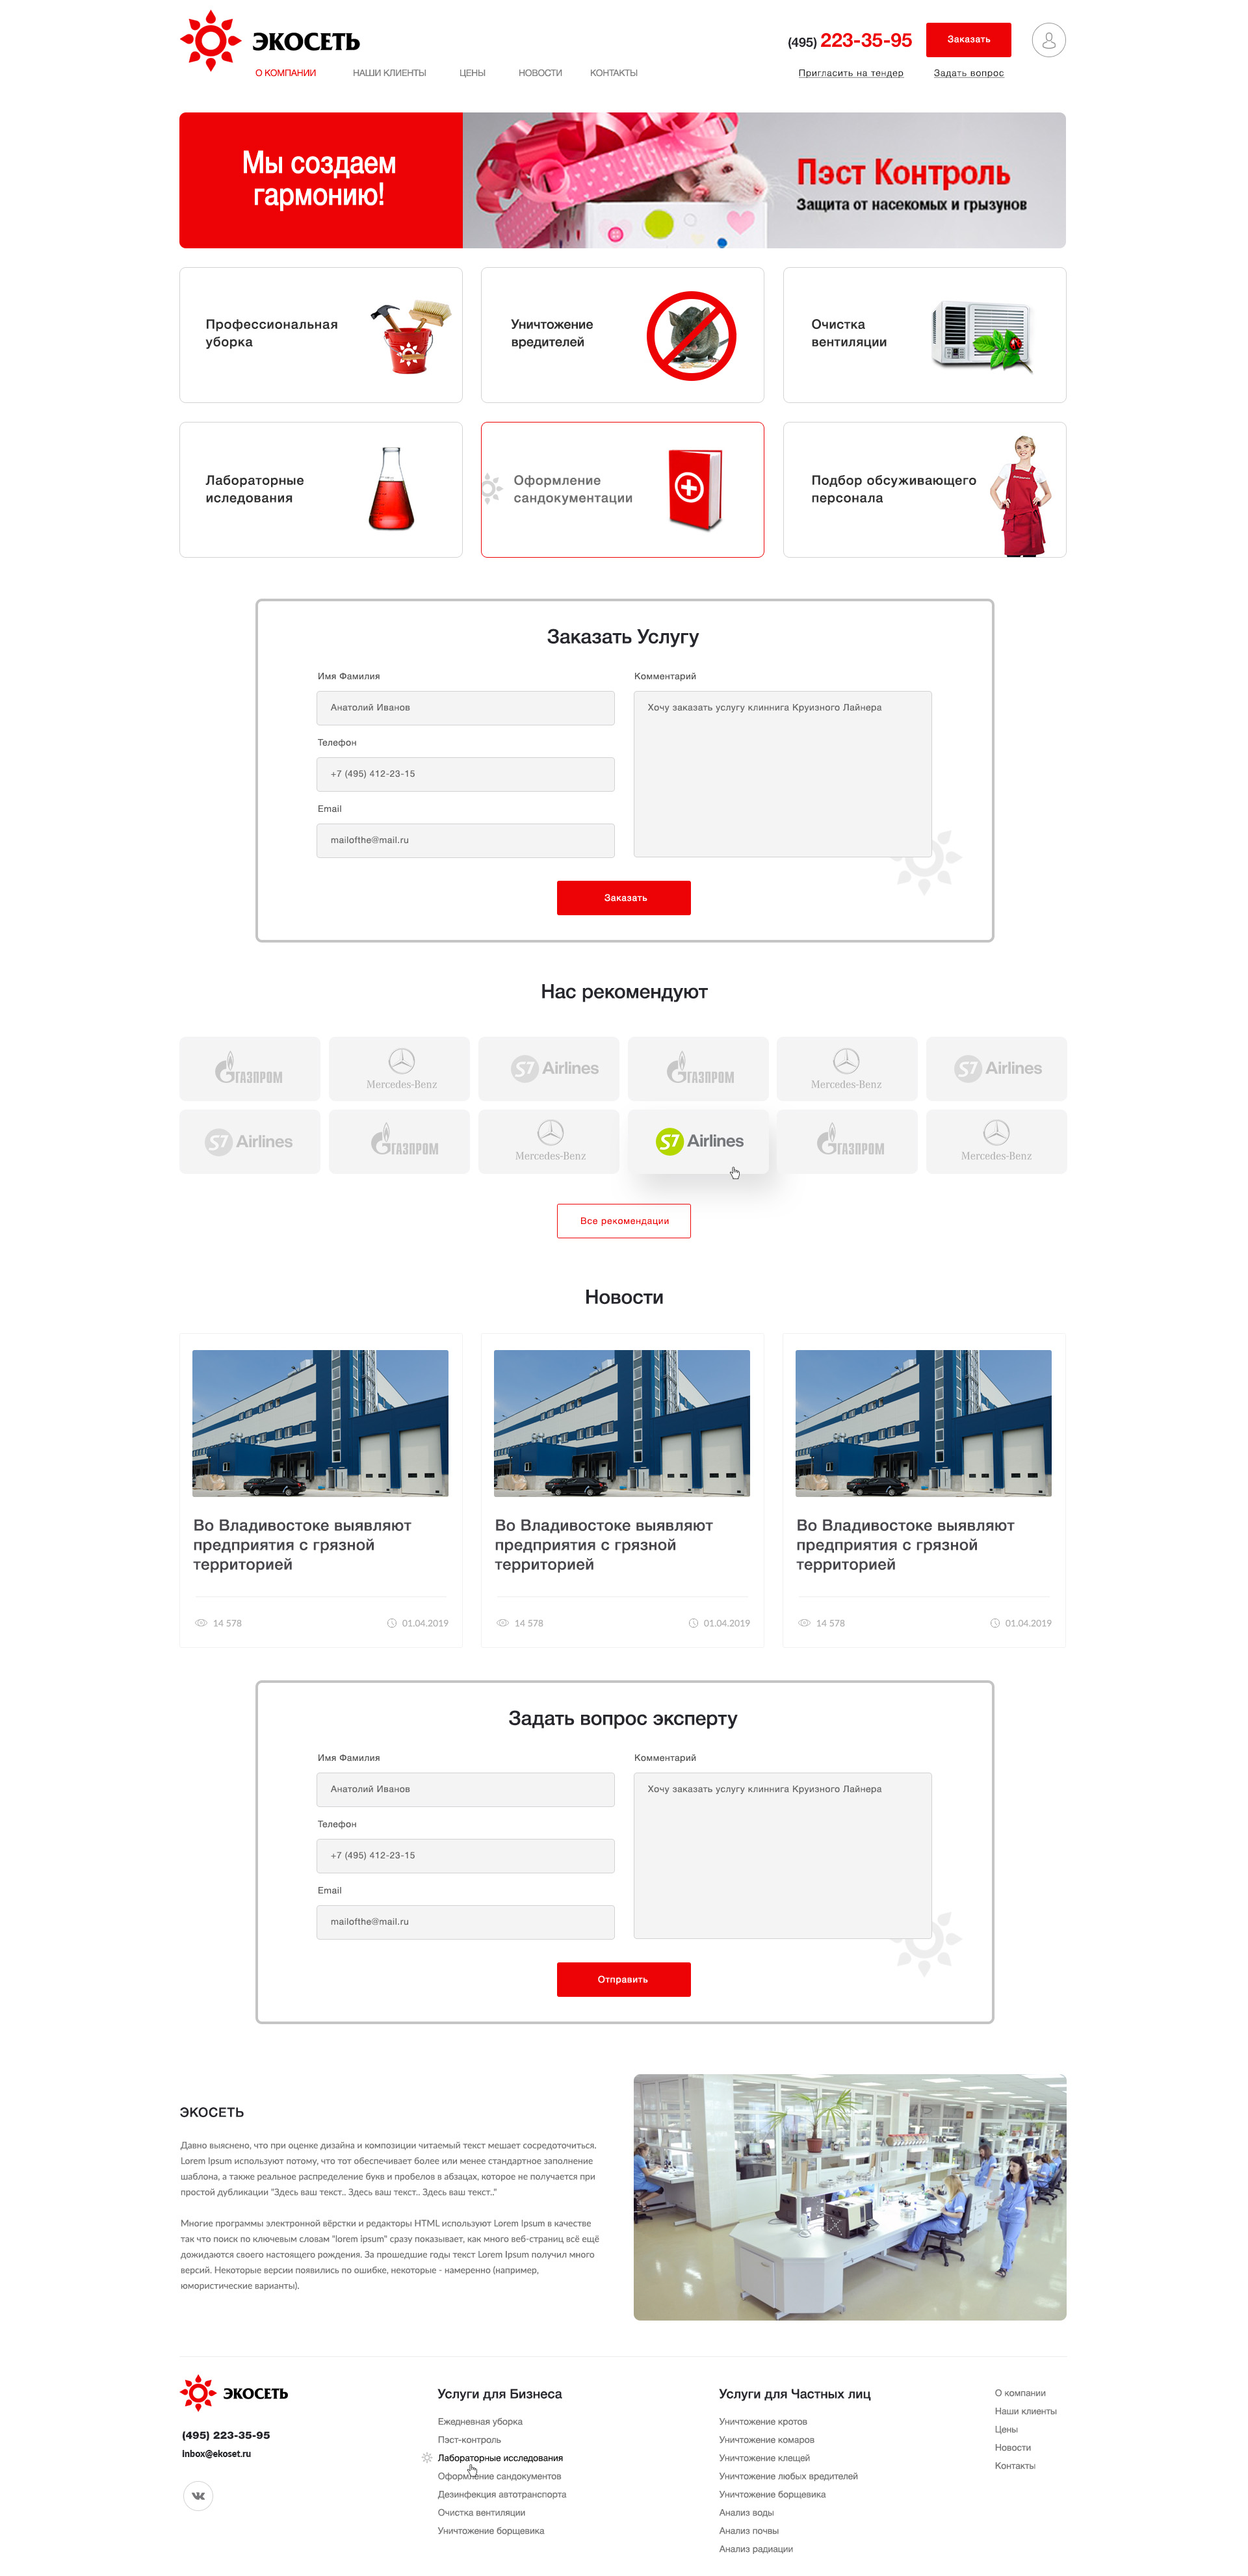 ЭКОСЕТЬ
(495) 223-35-95
Заказать
О КОМПАНИИ НАШИ КЛИЕНТЫ ЦЕНЫ НОВОСТИ КОНТАКТЫ
Пригласить на тендер Задать вопрос
Мы создаем
гармонию!
Пэст Контроль
Защита от насекомых и грызунов
Профессиональная
уборка
Уничтожение
вредителей
Очистка
вентиляции
Лабораторные
иследования
Оформление
сандокументации
Подбор обсуживающего
персонала
Заказать Услугу
Имя Фамилия
Анатолий Иванов
Телефон
+7 (495) 412-23-15
Email
mailofthe@mail.ru
Комментарий
Хочу заказать услугу клиннига Круизного Лайнера
Заказать
Нас рекомендуют
ГАЗПРОМ
Mercedes-Benz
S7 Airlines
ГАЗПРОМ
Mercedes-Benz
S7 Airlines
S7 Airlines
ГАЗПРОМ
Mercedes-Benz
S7 Airlines
ГАЗПРОМ
Mercedes-Benz
Все рекомендации
Новости
Во Владивостоке выявляют
предприятия с грязной
территорией
14 578 01.04.2019
Во Владивостоке выявляют
предприятия с грязной
территорией
14 578 01.04.2019
Во Владивостоке выявляют
предприятия с грязной
территорией
14 578 01.04.2019
Задать вопрос эксперту
Имя Фамилия
Анатолий Иванов
Телефон
+7 (495) 412-23-15
Email
mailofthe@mail.ru
Комментарий
Хочу заказать услугу клиннига Круизного Лайнера
Отправить
ЭКОСЕТЬ
Давно выяснено, что при оценке дизайна и композиции читаемый текст мешает сосредоточиться.
Lorem Ipsum используют потому, что тот обеспечивает более или менее стандартное заполнение
шаблона, а также реальное распределение букв и пробелов в абзацах, которое не получается при
простой дубликации "Здесь ваш текст.. Здесь ваш текст.. Здесь ваш текст.."
Многие программы электронной вёрстки и редакторы HTML используют Lorem Ipsum в качестве
так что поиск по ключевым словам "lorem ipsum" сразу показывает, как много веб-страниц всё ещё
дожидаются своего настоящего рождения. За прошедшие годы текст Lorem Ipsum получил много
версий. Некоторые версии появились по ошибке, некоторые - намеренно (например,
юмористические варианты).
ЭКОСЕТЬ
(495) 223-35-95
Inbox@ekoset.ru
Услуги для Бизнеса
Ежедневная уборка
Пэст-контроль
Лабораторные исследования
Оформление сандокументов
Дезинфекция автотранспорта
Очистка вентиляции
Уничтожение борщевика
Услуги для Частных лиц
Уничтожение кротов
Уничтожение комаров
Уничтожение клещей
Уничтожение любых вредителей
Уничтожение борщевика
Анализ воды
Анализ почвы
Анализ радиации
О компании
Наши клиенты
Цены
Новости
Контакты